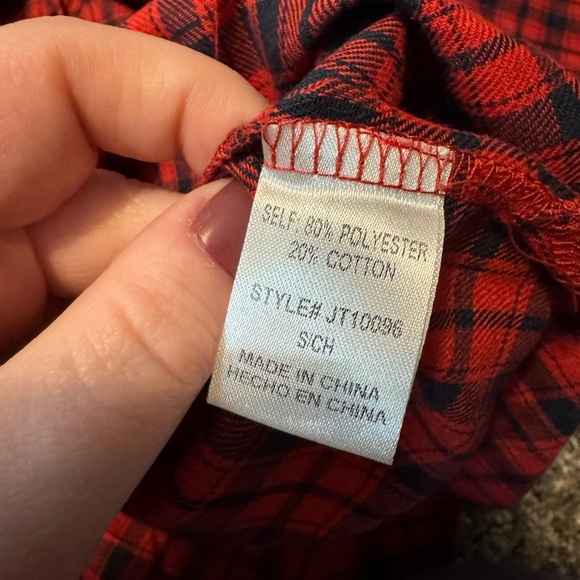 SELF: 80% POLYESTER
20% COTTON
STYLE# JT10096
S/CH
MADE IN CHINA
HECHO EN CHINA